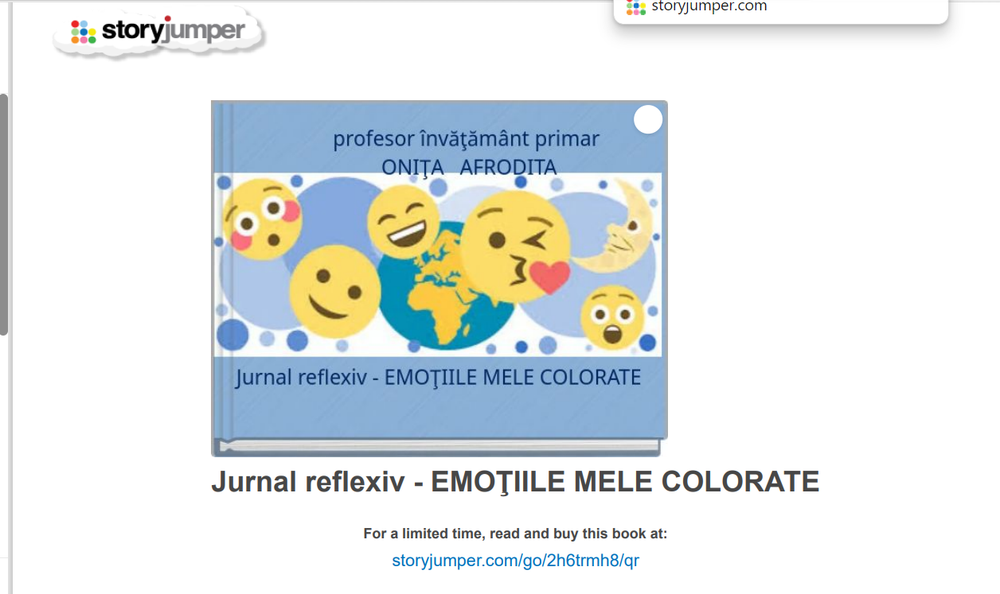 storyjumper.com
storyjumper
profesor învăţământ primar
ONIŢA AFRODITA
Jurnal reflexiv - EMOŢIILE MELE COLORATE
Jurnal reflexiv - EMOŢIILE MELE COLORATE
For a limited time, read and buy this book at:
storyjumper.com/go/2h6trmh8/qr